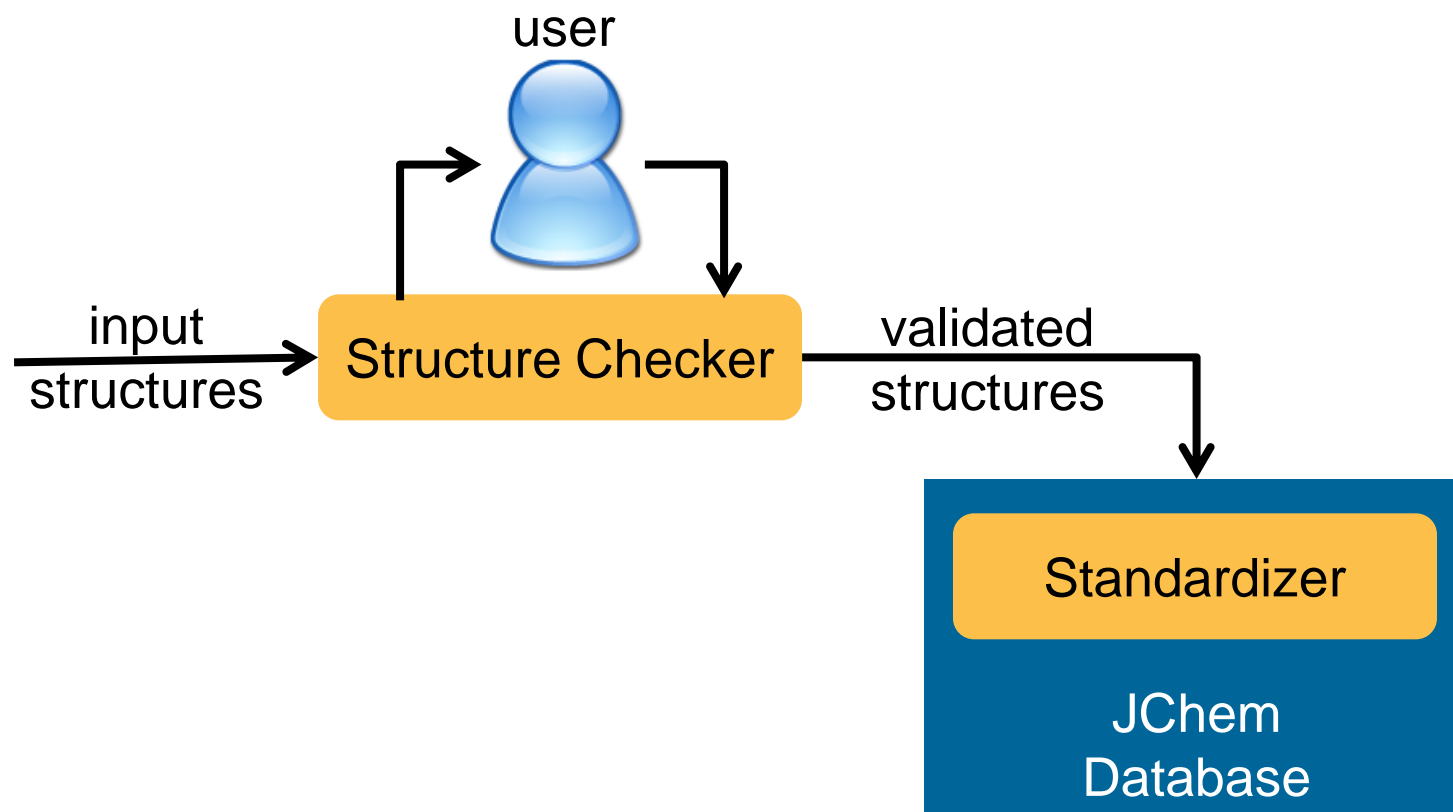 user
input
structures
Structure Checker
validated
structures
Standardizer
JChem
Database